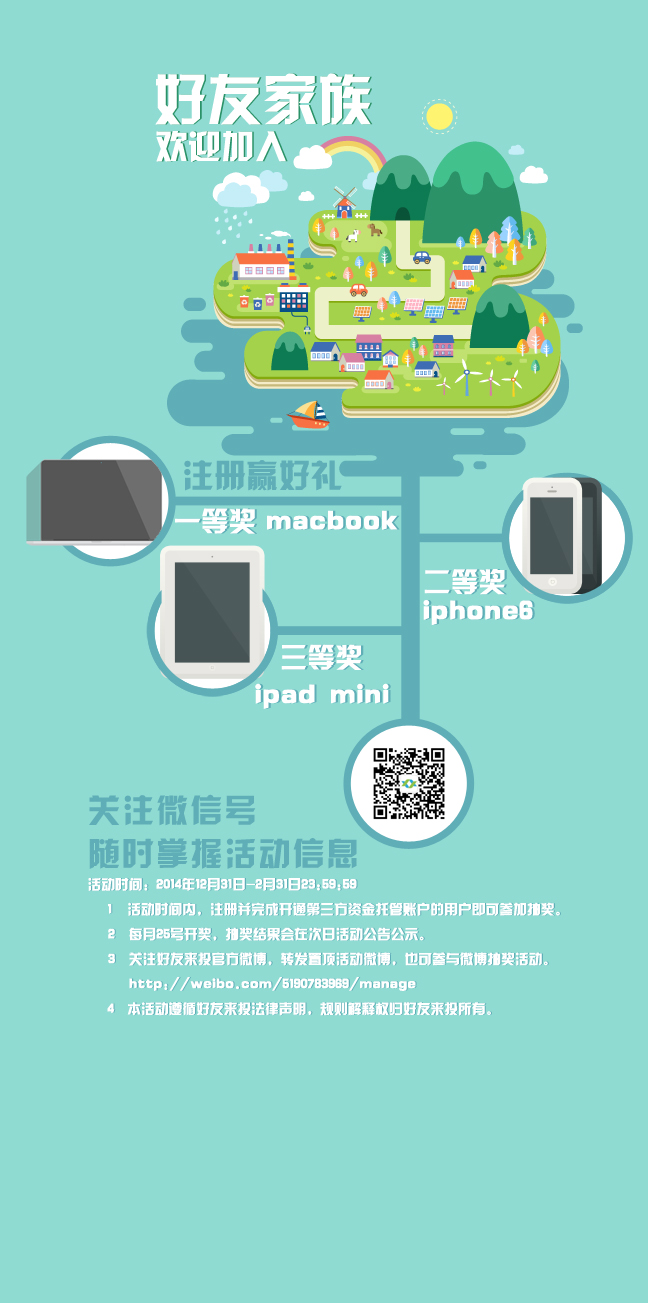 好友家族
欢迎加入
注册赢好礼
一等奖 macbook
二等奖
iphone6
三等奖
ipad mini
关注微信号
随时掌握活动信息
活动时间：2014年12月31日-2月31日23:59:59
1 活动时间内，注册并完成开通第三方资金托管账户的用户即可参加抽奖。
2 每月25号开奖，抽奖结果会在次日活动公告公示。
3 关注好友来投官方微博，转发置顶活动微博，也可参与微博抽奖活动。
http://weibo.com/5190783969/manage
4 本活动遵循好友来投法律声明，规则解释权归好友来投所有。